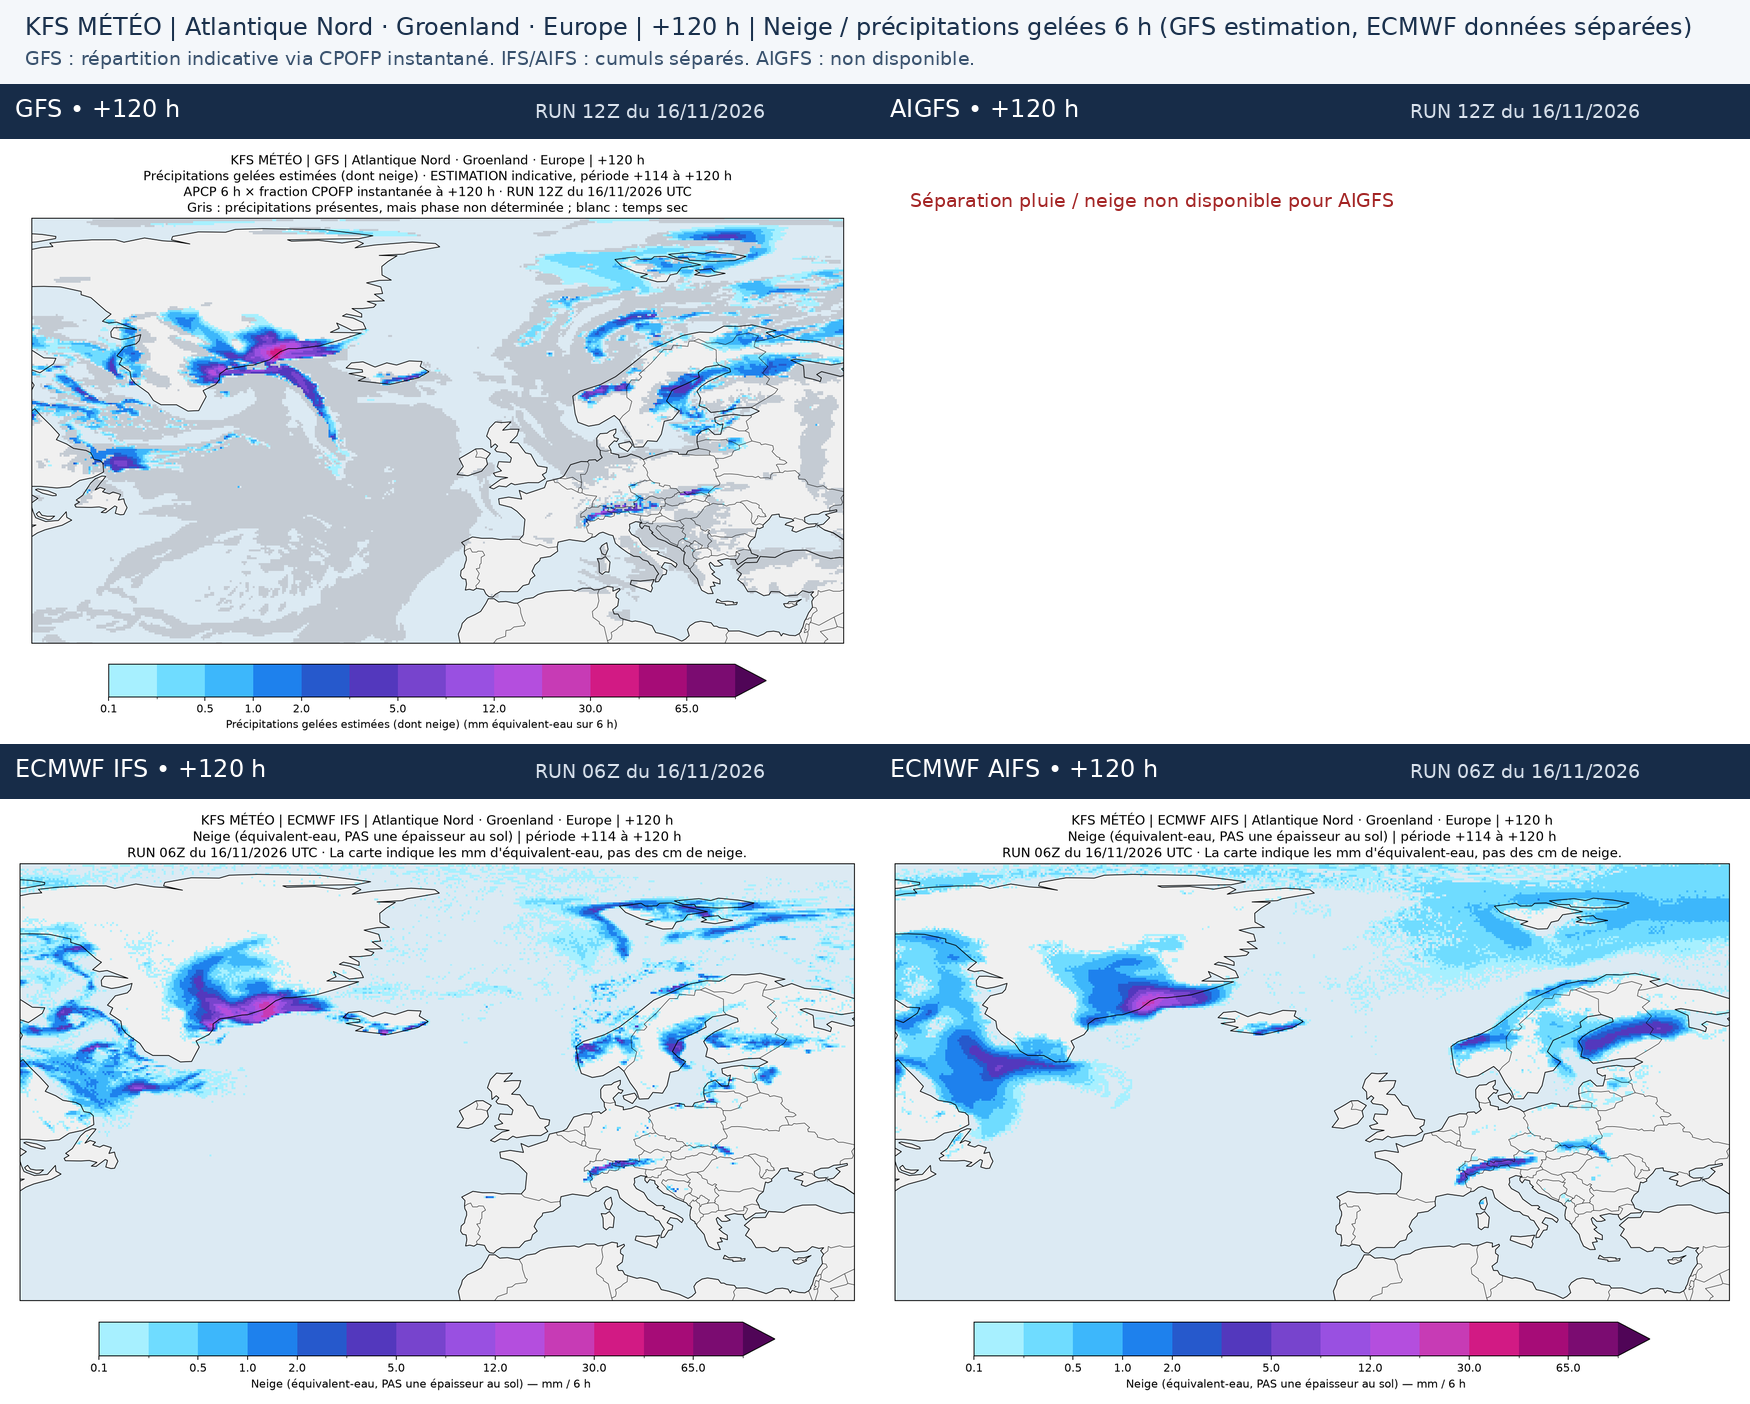 KFS MÉTÉO | Atlantique Nord · Groenland · Europe | +120 h | Neige / précipitations gelées 6 h (GFS estimation, ECMWF données séparées)
GFS : répartition indicative via CPOFP instantané. IFS/AIFS : cumuls séparés. AIGFS : non disponible.
GFS • +120 h
RUN 12Z du 16/11/2026
KFS MÉTÉO | GFS | Atlantique Nord · Groenland · Europe | +120 h
Précipitations gelées estimées (dont neige) · ESTIMATION indicative, période +114 à +120 h
APCP 6 h × fraction CPOFP instantanée à +120 h · RUN 12Z du 16/11/2026 UTC
Gris : précipitations présentes, mais phase non déterminée ; blanc : temps sec
0.1 0.5 1.0 2.0 5.0 12.0 30.0 65.0
Précipitations gelées estimées (dont neige) (mm équivalent-eau sur 6 h)
AIGFS • +120 h
RUN 12Z du 16/11/2026
Séparation pluie / neige non disponible pour AIGFS
ECMWF IFS • +120 h
RUN 06Z du 16/11/2026
KFS MÉTÉO | ECMWF IFS | Atlantique Nord · Groenland · Europe | +120 h
Neige (équivalent-eau, PAS une épaisseur au sol) | période +114 à +120 h
RUN 06Z du 16/11/2026 UTC · La carte indique les mm d'équivalent-eau, pas des cm de neige.
0.1 0.5 1.0 2.0 5.0 12.0 30.0 65.0
Neige (équivalent-eau, PAS une épaisseur au sol) — mm / 6 h
ECMWF AIFS • +120 h
RUN 06Z du 16/11/2026
KFS MÉTÉO | ECMWF AIFS | Atlantique Nord · Groenland · Europe | +120 h
Neige (équivalent-eau, PAS une épaisseur au sol) | période +114 à +120 h
RUN 06Z du 16/11/2026 UTC · La carte indique les mm d'équivalent-eau, pas des cm de neige.
0.1 0.5 1.0 2.0 5.0 12.0 30.0 65.0
Neige (équivalent-eau, PAS une épaisseur au sol) — mm / 6 h